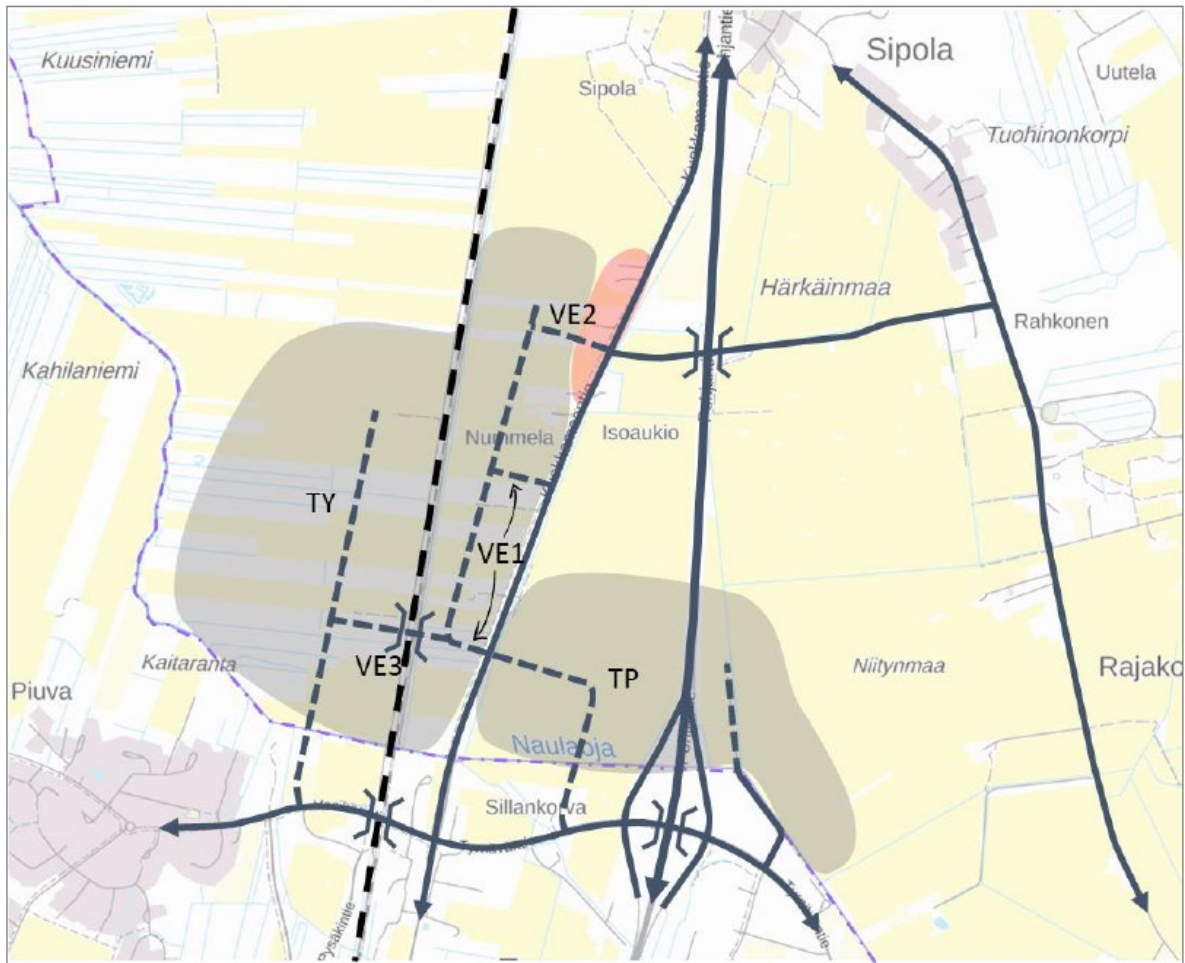 Kuusiniemi
Sipola
Sipola
Uutela
Tuohinonkorpi
Härkäinmaa
VE2
Rahkonen
Kahilaniemi
Nummela
Isoaukio
TY
VE1
TP
Kaitaranta
VE3
Niitynmaa
Rajako
Piuva
Naulaoja
Sillankorva
Pysäkintie